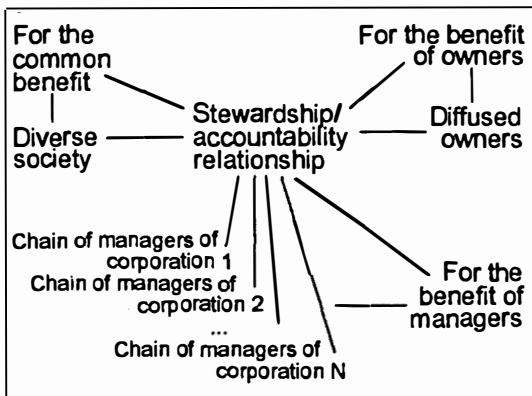 For the
common
benefit
For the benefit
of owners
Stewardship/
accountability
relationship
Diverse
society
Diffused
owners
Chain of managers of
corporation 1
Chain of managers of
corporation 2
...
Chain of managers of
corporation N
For the
benefit of
managers